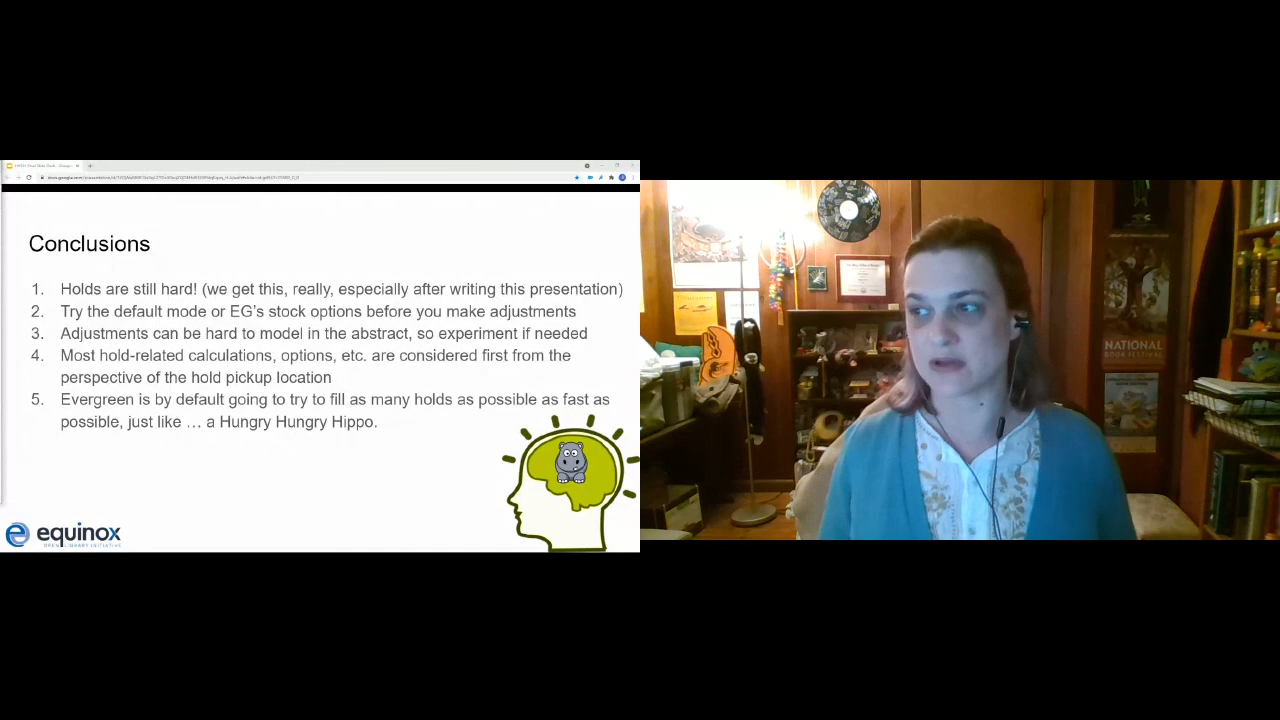 Conclusions
1. Holds are still hard! (we get this, really, especially after writing this presentation)
2. Try the default mode or EG's stock options before you make adjustments
3. Adjustments can be hard to model in the abstract, so experiment if needed
4. Most hold-related calculations, options, etc. are considered first from the
perspective of the hold pickup location
5. Evergreen is by default going to try to fill as many holds as possible as fast as
possible, just like … a Hungry Hungry Hippo.
equinox
OPEN LIBRARY INITIATIVE
NATIONAL
BOOK FESTIVAL